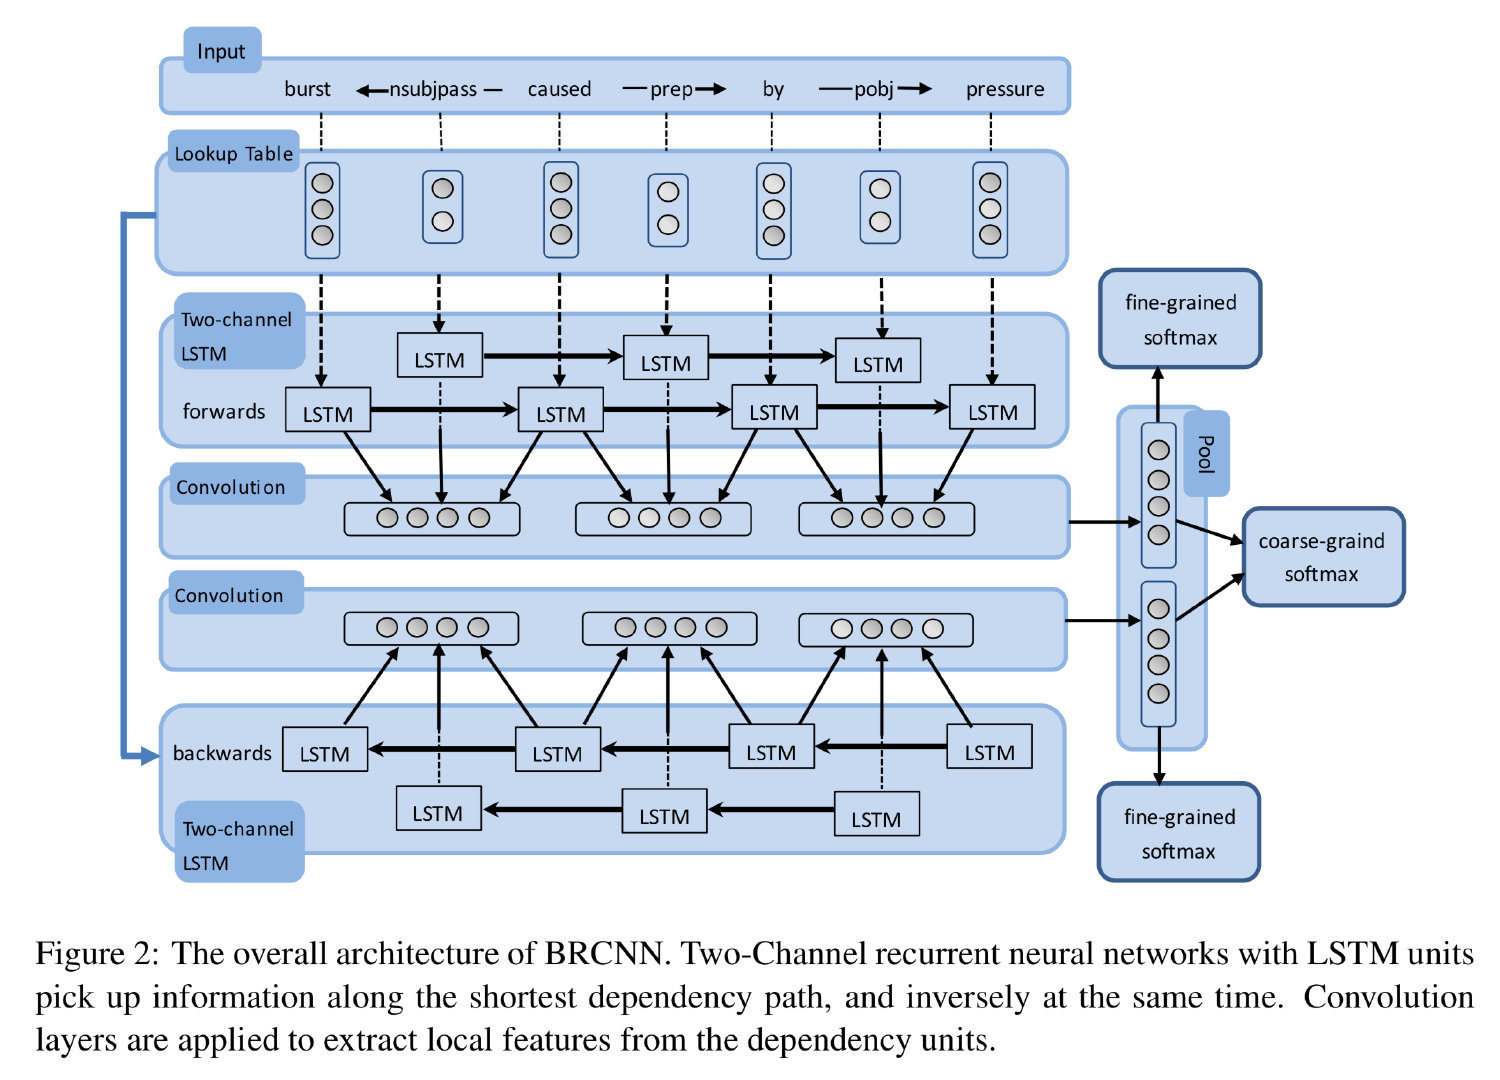 Input
burst nsubjpass caused prep by pobj pressure
Lookup Table
Two-channel
LSTM
LSTM LSTM LSTM
forwards
LSTM LSTM LSTM LSTM
Convolution
Convolution
backwards
LSTM LSTM LSTM LSTM
LSTM LSTM LSTM
Two-channel
LSTM
fine-grained
softmax
Pool
coarse-graind
softmax
fine-grained
softmax
Figure 2: The overall architecture of BRCNN. Two-Channel recurrent neural networks with LSTM units
pick up information along the shortest dependency path, and inversely at the same time. Convolution
layers are applied to extract local features from the dependency units.